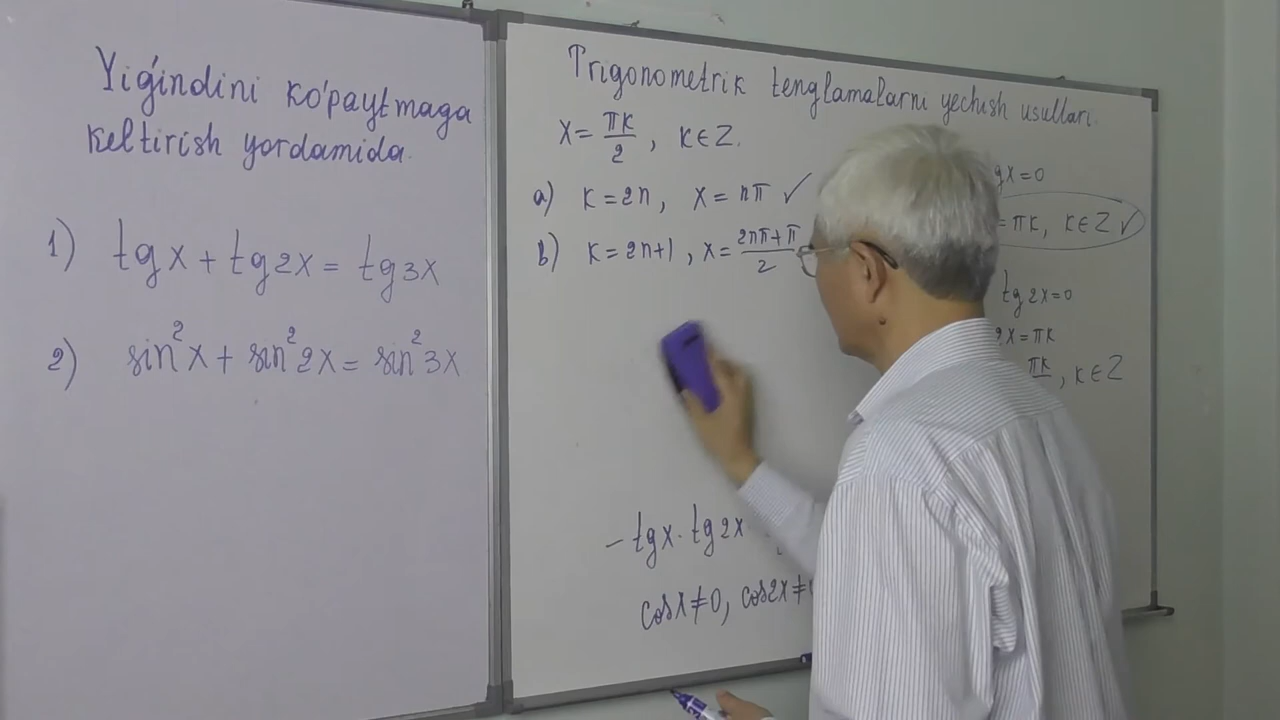 Yig'indini ko'paytmaga
keltirish yordamida.
1) tgx + tg2x = tg3x
2) sin²x + sin²2x = sin²3x
Trigonometrik tenglamalarni yechish usullari.
x = πk/2, k∈Z.
a) k = 2n, x = nπ ✓
b) k = 2n+1, x = 2nπ+π/2
- tgx · tg2x
cosx≠0, cos2x≠
gx=0
= πk, k∈Z ✓
tg2x=0
2x = πk
πk, k∈Z